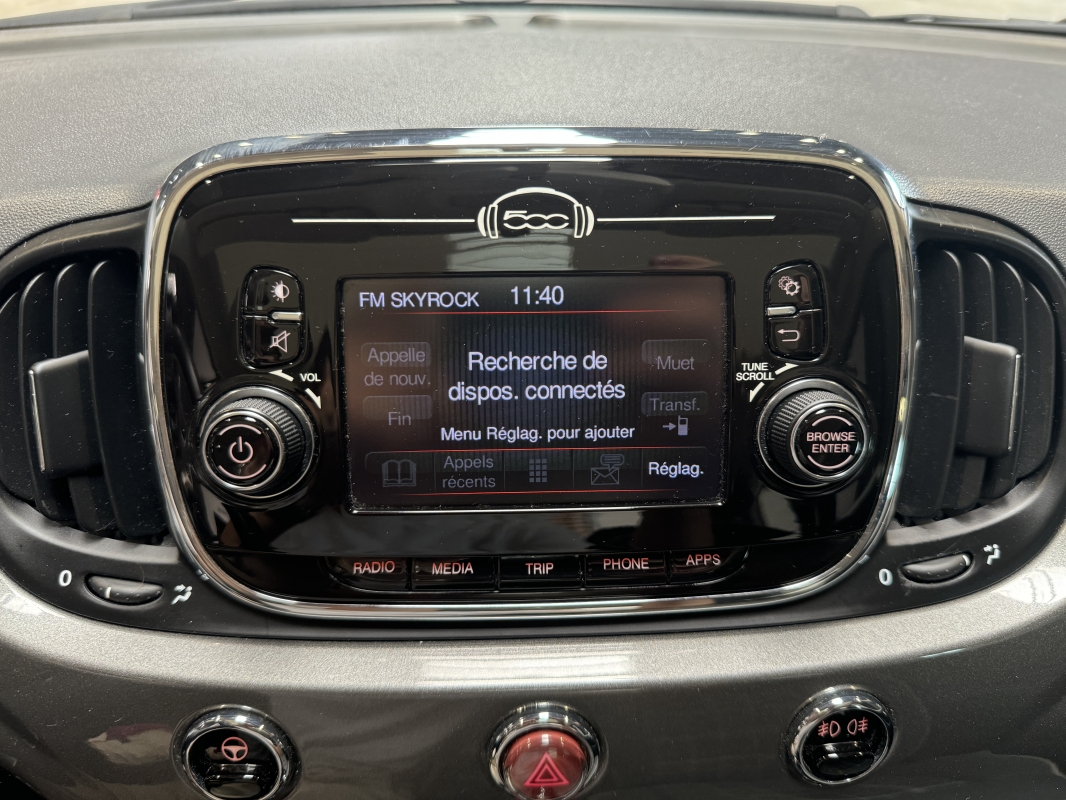 500
FM SKYROCK 11:40
Appelle
de nouv.
Recherche de
dispos. connectés
Muet
Fin
Transf.
Menu Réglag. pour ajouter
Appels
récents
Réglag.
VOL
TUNE
SCROLL
BROWSE
ENTER
RADIO MEDIA TRIP PHONE APPS
0
0